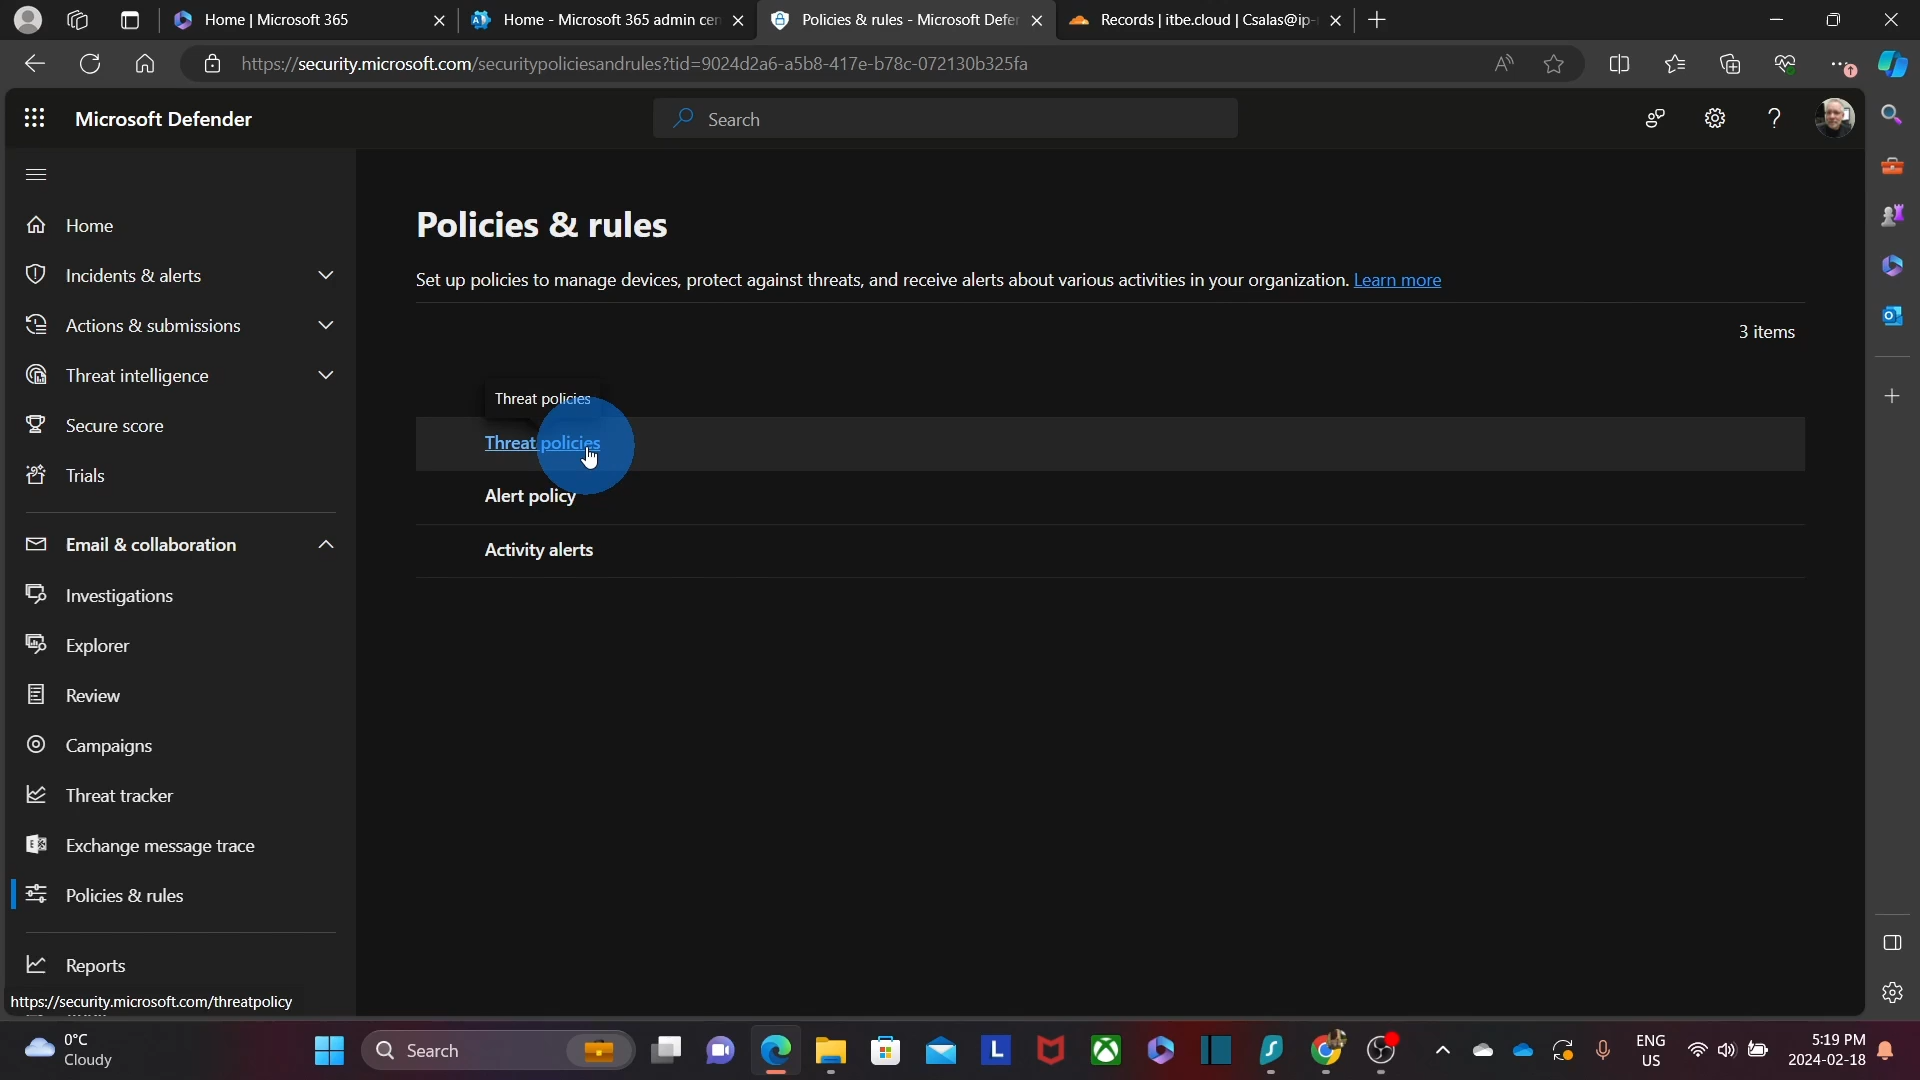 Home | Microsoft 365
Home - Microsoft 365 admin cen
Policies & rules - Microsoft Defen
Records | itbe.cloud | Csalas@ip-
https://security.microsoft.com/securitypoliciesandrules?tid=9024d2a6-a5b8-417e-b78c-072130b325fa
Microsoft Defender
Search
Home
Incidents & alerts
Actions & submissions
Threat intelligence
Secure score
Trials
Email & collaboration
Investigations
Explorer
Review
Campaigns
Threat tracker
Exchange message trace
Policies & rules
Reports
https://security.microsoft.com/threatpolicy
Policies & rules
Set up policies to manage devices, protect against threats, and receive alerts about various activities in your organization. Learn more
3 items
Threat policies
Threat policies
Alert policy
Activity alerts
0°C
Cloudy
Search
ENG
US
5:19 PM
2024-02-18